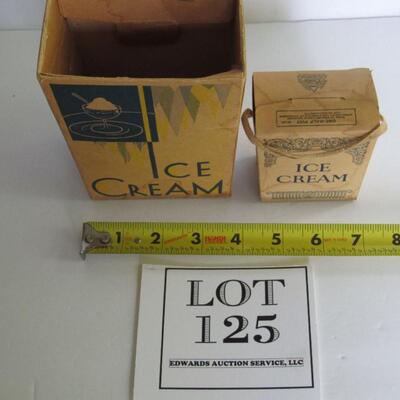 ICE
CREAM
ICE
CREAM
1 2 3 4 5 6 7 8
LOT
125
EDWARDS AUCTION SERVICE, LLC